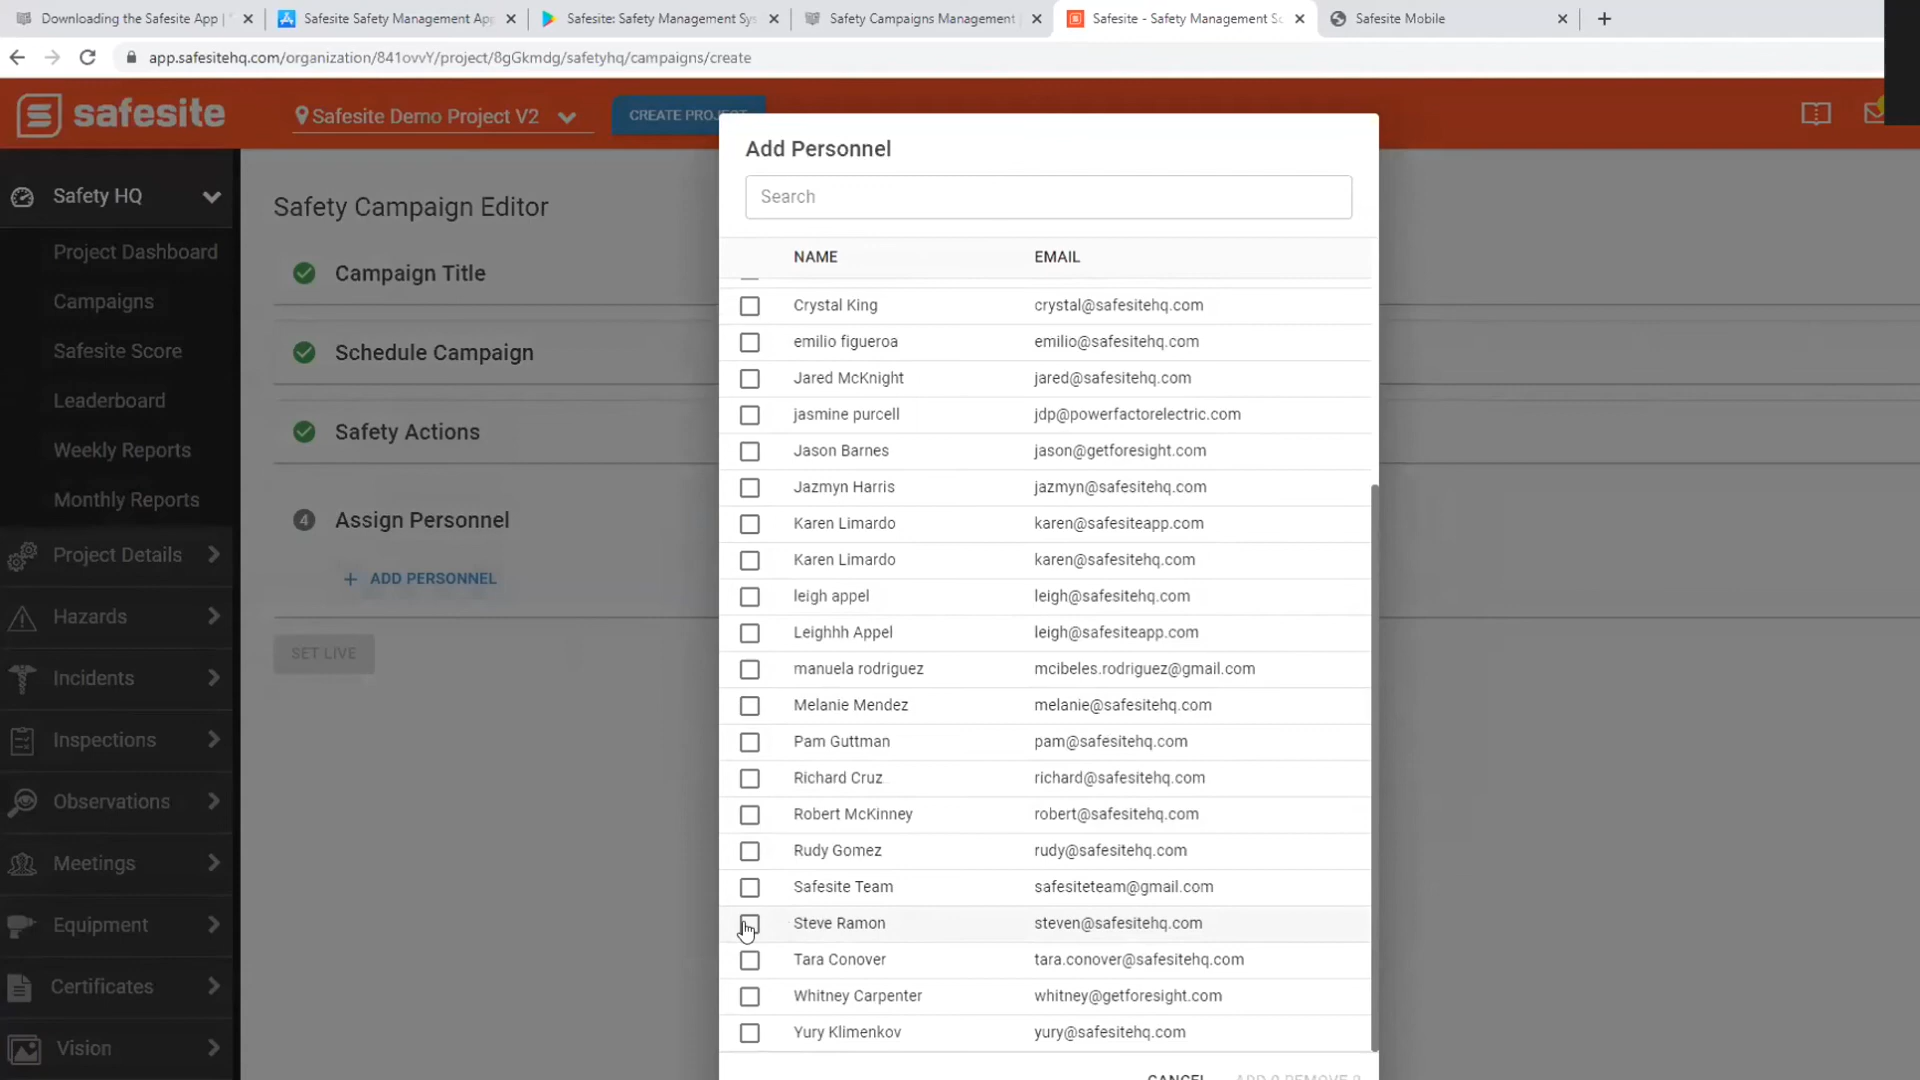 Downloading the Safesite App |
Safesite Safety Management App
Safesite: Safety Management Sys
Safety Campaigns Management
Safesite - Safety Management So
Safesite Mobile
app.safesitehq.com/organization/841ovvY/project/8gGkmdg/safetyhq/campaigns/create
safesite
Safesite Demo Project V2
CREATE PROJECT
Safety HQ
Project Dashboard
Campaigns
Safesite Score
Leaderboard
Weekly Reports
Monthly Reports
Project Details
Hazards
Incidents
Inspections
Observations
Meetings
Equipment
Certificates
Vision
Safety Campaign Editor
Campaign Title
Schedule Campaign
Safety Actions
4 Assign Personnel
+ ADD PERSONNEL
SET LIVE
Add Personnel
Search
NAME EMAIL
Crystal King crystal@safesitehq.com
emilio figueroa emilio@safesitehq.com
Jared McKnight jared@safesitehq.com
jasmine purcell jdp@powerfactorelectric.com
Jason Barnes jason@getforesight.com
Jazmyn Harris jazmyn@safesitehq.com
Karen Limardo karen@safesiteapp.com
Karen Limardo karen@safesitehq.com
leigh appel leigh@safesitehq.com
Leighhh Appel leigh@safesiteapp.com
manuela rodriguez mcibeles.rodriguez@gmail.com
Melanie Mendez melanie@safesitehq.com
Pam Guttman pam@safesitehq.com
Richard Cruz richard@safesitehq.com
Robert McKinney robert@safesitehq.com
Rudy Gomez rudy@safesitehq.com
Safesite Team safesiteteam@gmail.com
Steve Ramon steven@safesitehq.com
Tara Conover tara.conover@safesitehq.com
Whitney Carpenter whitney@getforesight.com
Yury Klimenkov yury@safesitehq.com
CANCEL